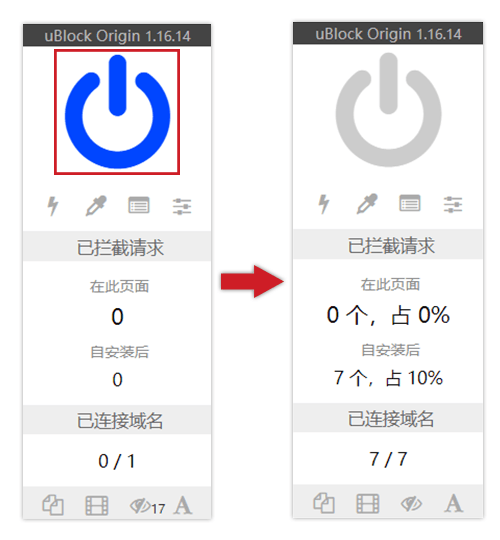 uBlock Origin 1.16.14
已拦截请求
在此页面
0
自安装后
0
已连接域名
0 / 1
17
A
uBlock Origin 1.16.14
已拦截请求
在此页面
0 个，占 0%
自安装后
7 个，占 10%
已连接域名
7 / 7
A